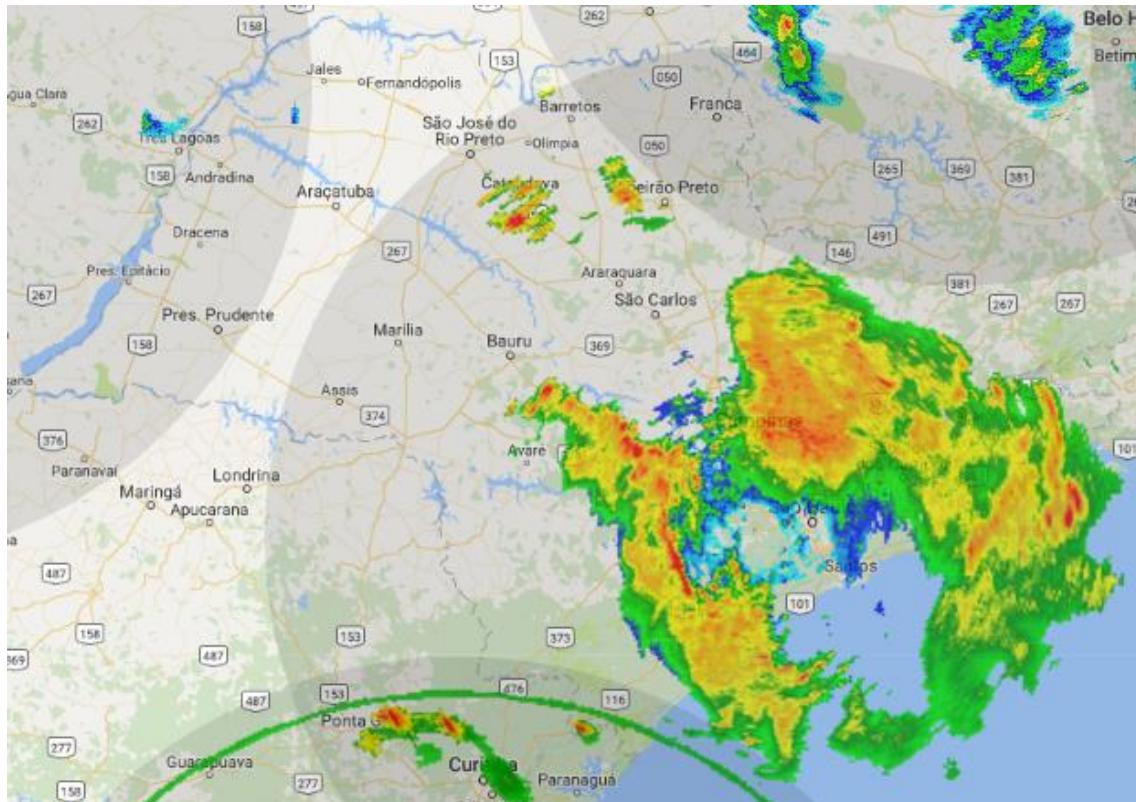 158
262
Belo H
Betim
153
464
Jales
Fernandópolis
050
gua Clara
262
Barretos
Franca
São José do
Rio Preto
Olímpia
050
Três Lagoas
158
Andradina
265
369
381
Araçatuba
Dracena
267
491
146
Pres. Epitácio
Araraquara
381
267
São Carlos
267
267
Pres. Prudente
158
Marília
Bauru
369
Assis
374
376
Avaré
101
Paranavaí
Londrina
Maringá
Apucarana
487
Santos
101
158
153
373
369
487
487
153
476
116
277
Guarapuava
277
Paranaguá
158